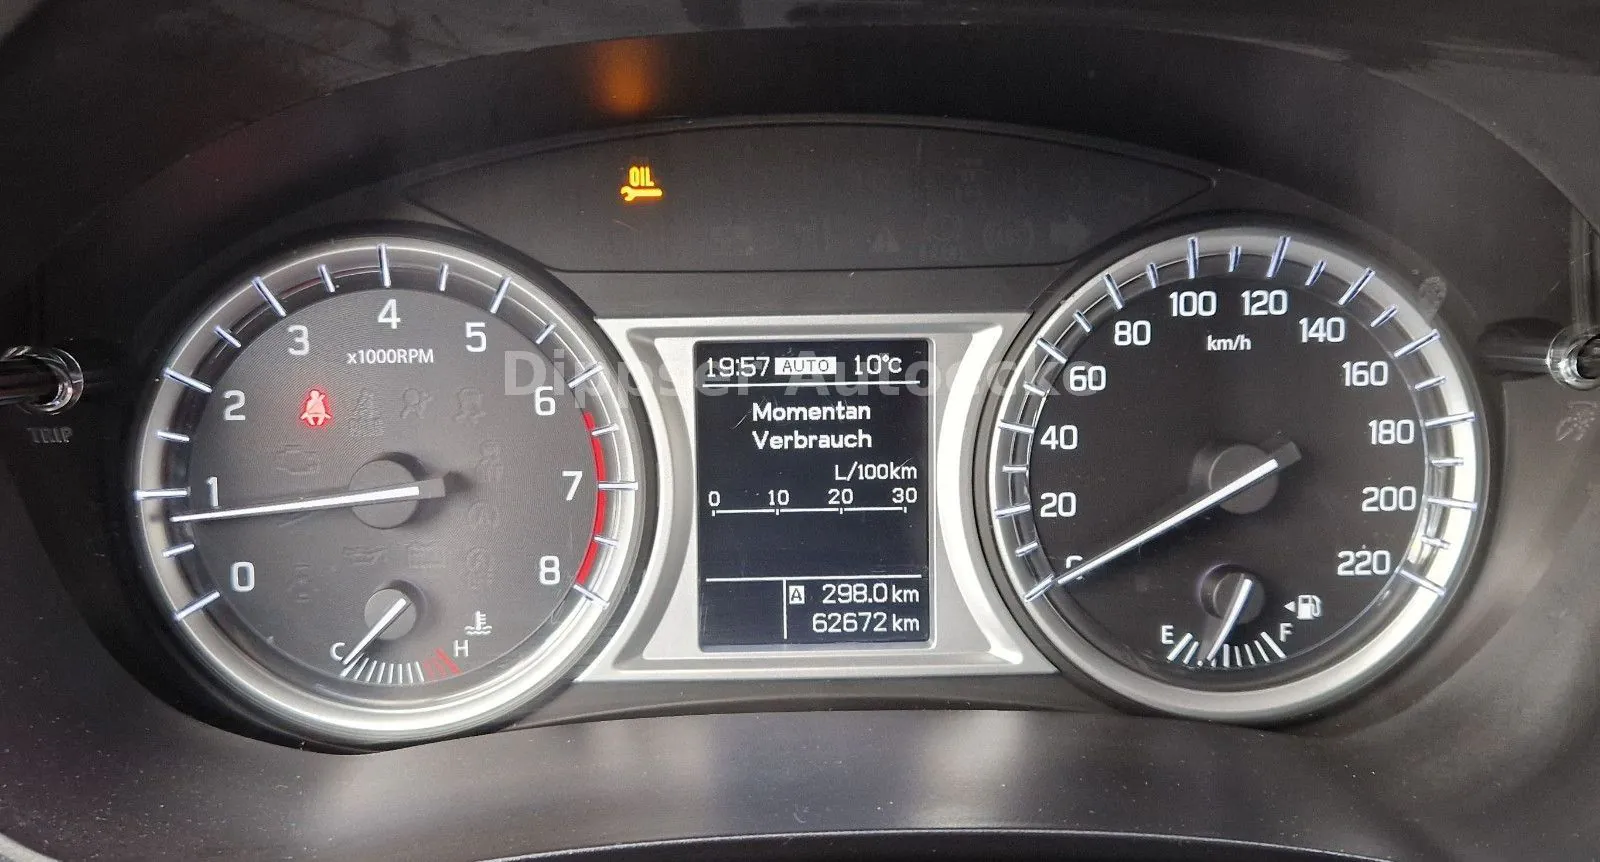 OIL
0 1 2 3 4 5 6 7 8
x1000RPM
C H
TRIP
19:57 AUTO 10°C
Momentan
Verbrauch
L/100km
0 10 20 30
A 298.0 km
62672 km
0 20 40 60 80 100 120 140 160 180 200 220
km/h
E F